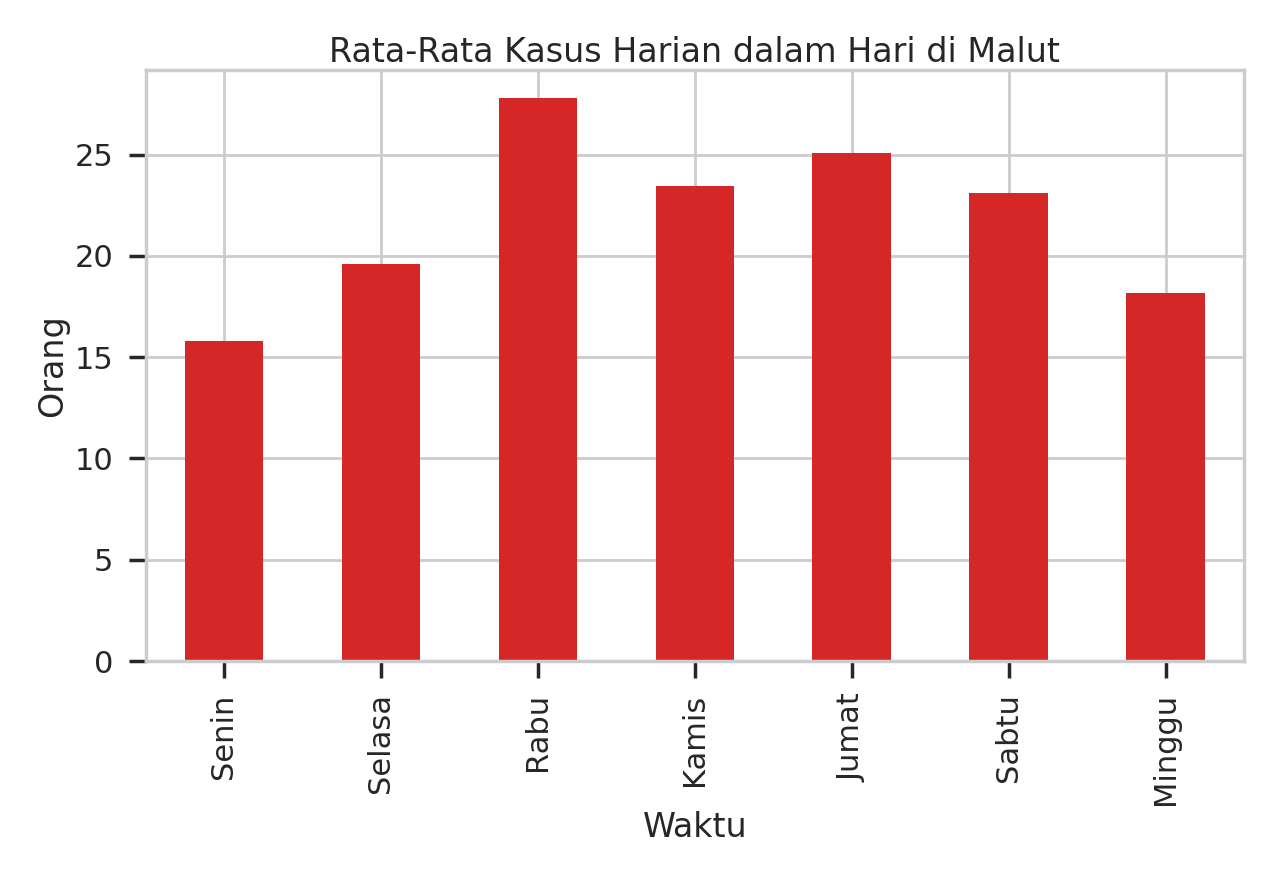 Rata-Rata Kasus Harian dalam Hari di Malut
Orang
25
20
15
10
5
0
Senin
Selasa
Rabu
Kamis
Jumat
Sabtu
Minggu
Waktu